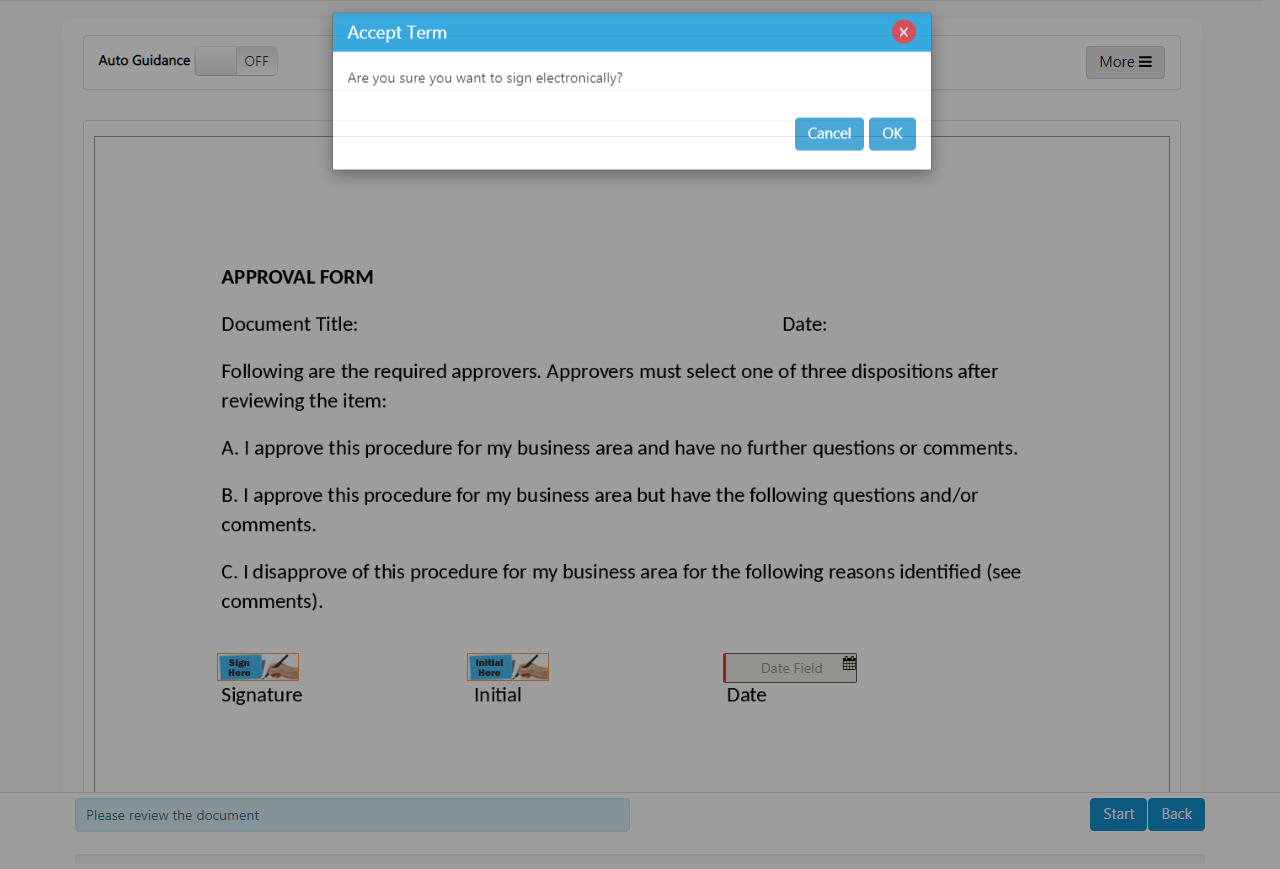 Accept Term
Are you sure you want to sign electronically?
Cancel OK
Auto Guidance OFF
More
APPROVAL FORM
Document Title: Date:
Following are the required approvers. Approvers must select one of three dispositions after
reviewing the item:
A. I approve this procedure for my business area and have no further questions or comments.
B. I approve this procedure for my business area but have the following questions and/or
comments.
C. I disapprove of this procedure for my business area for the following reasons identified (see
comments).
Sign
Here
Initial
Here
Date Field
Signature Initial Date
Please review the document
Start Back